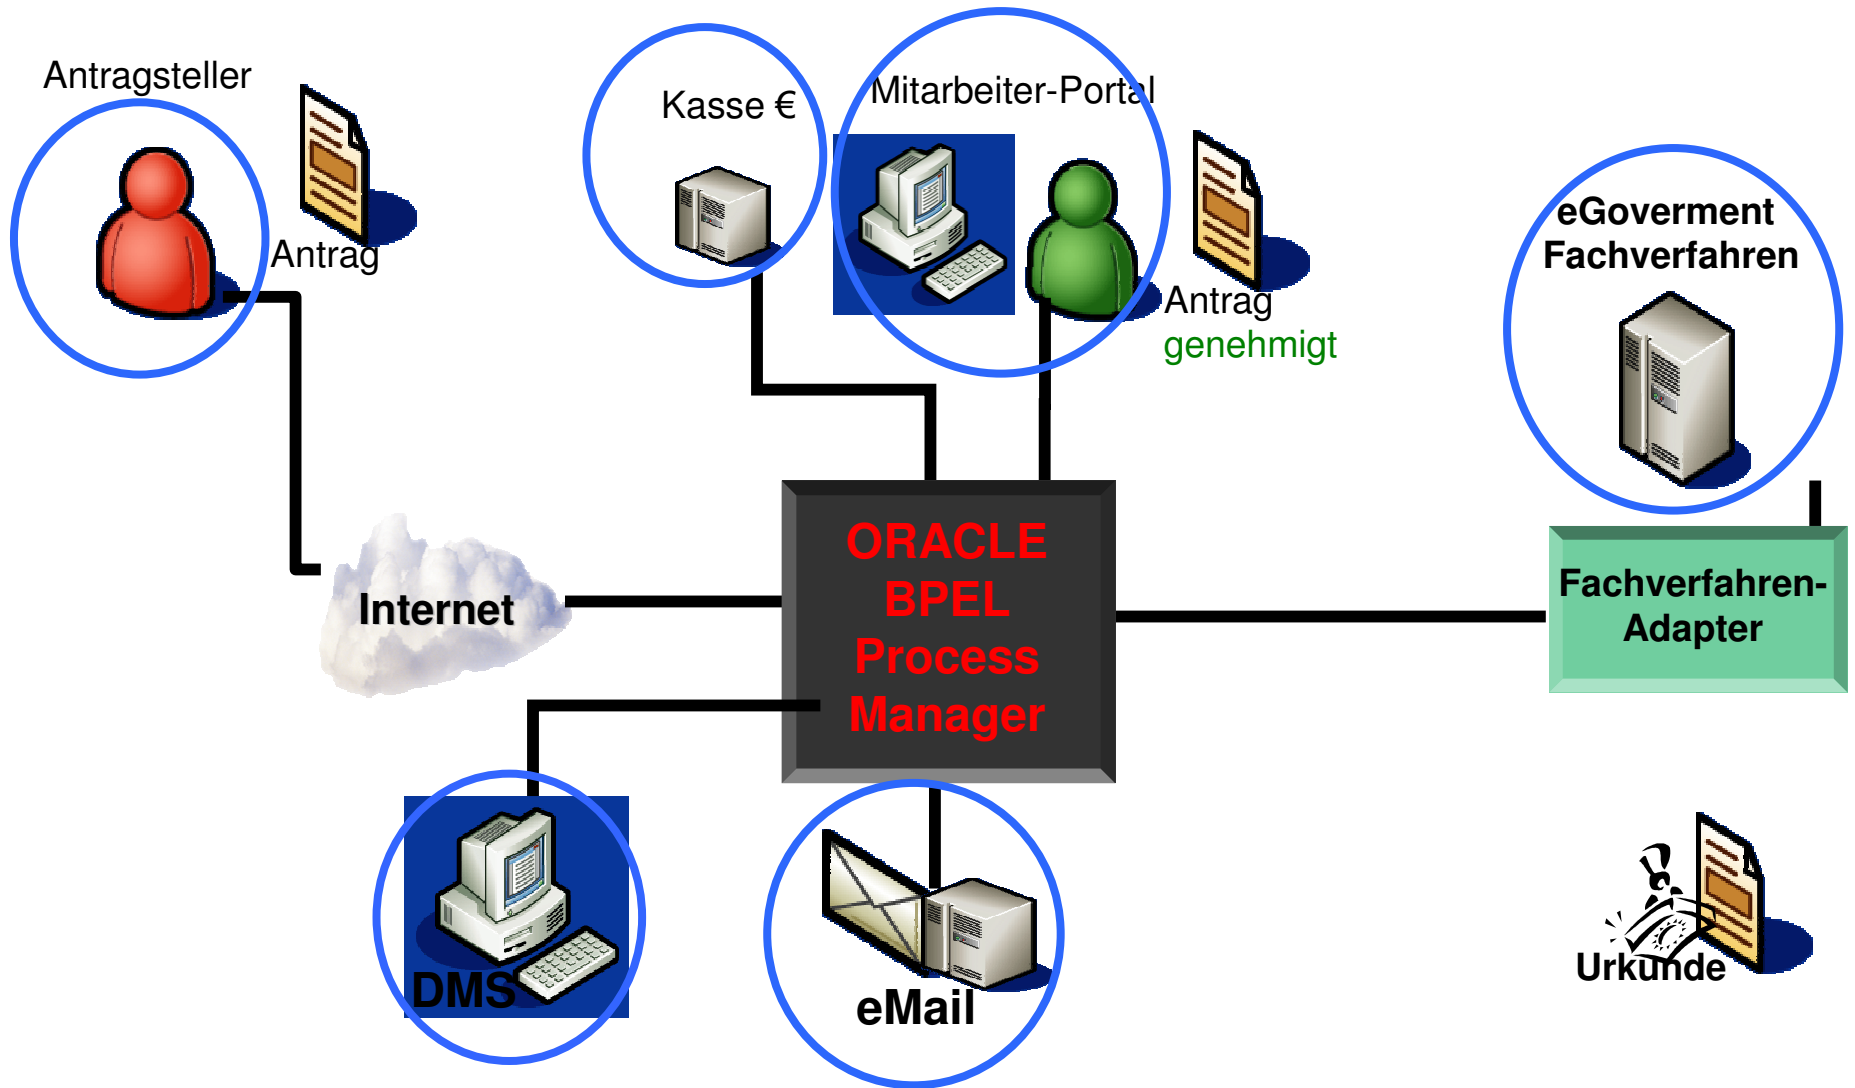 Antragsteller
Antrag
Kasse €
Mitarbeiter-Portal
Antrag
genehmigt
eGoverment
Fachverfahren
ORACLE
BPEL
Process
Manager
Internet
Fachverfahren-
Adapter
DMS
eMail
Urkunde